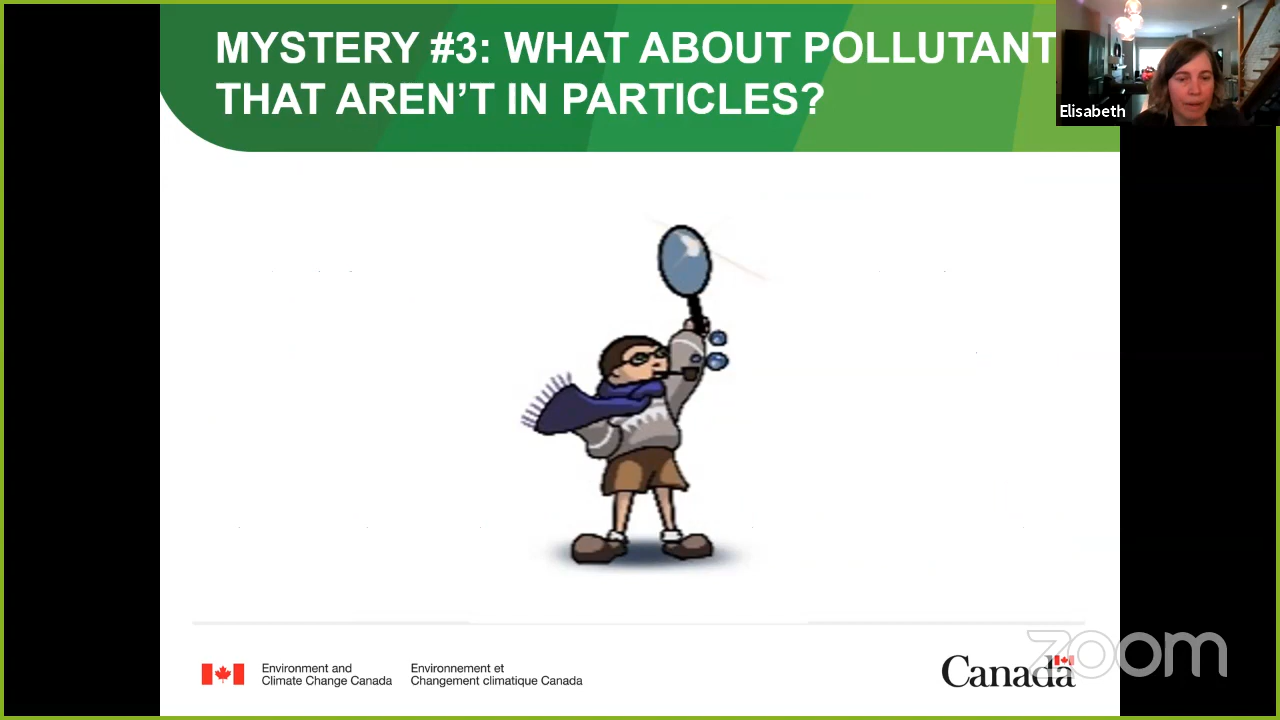 MYSTERY #3: WHAT ABOUT POLLUTANT
THAT AREN'T IN PARTICLES?
Elisabeth
Environment and
Climate Change Canada
Environnement et
Changement climatique Canada
Canada
zoom